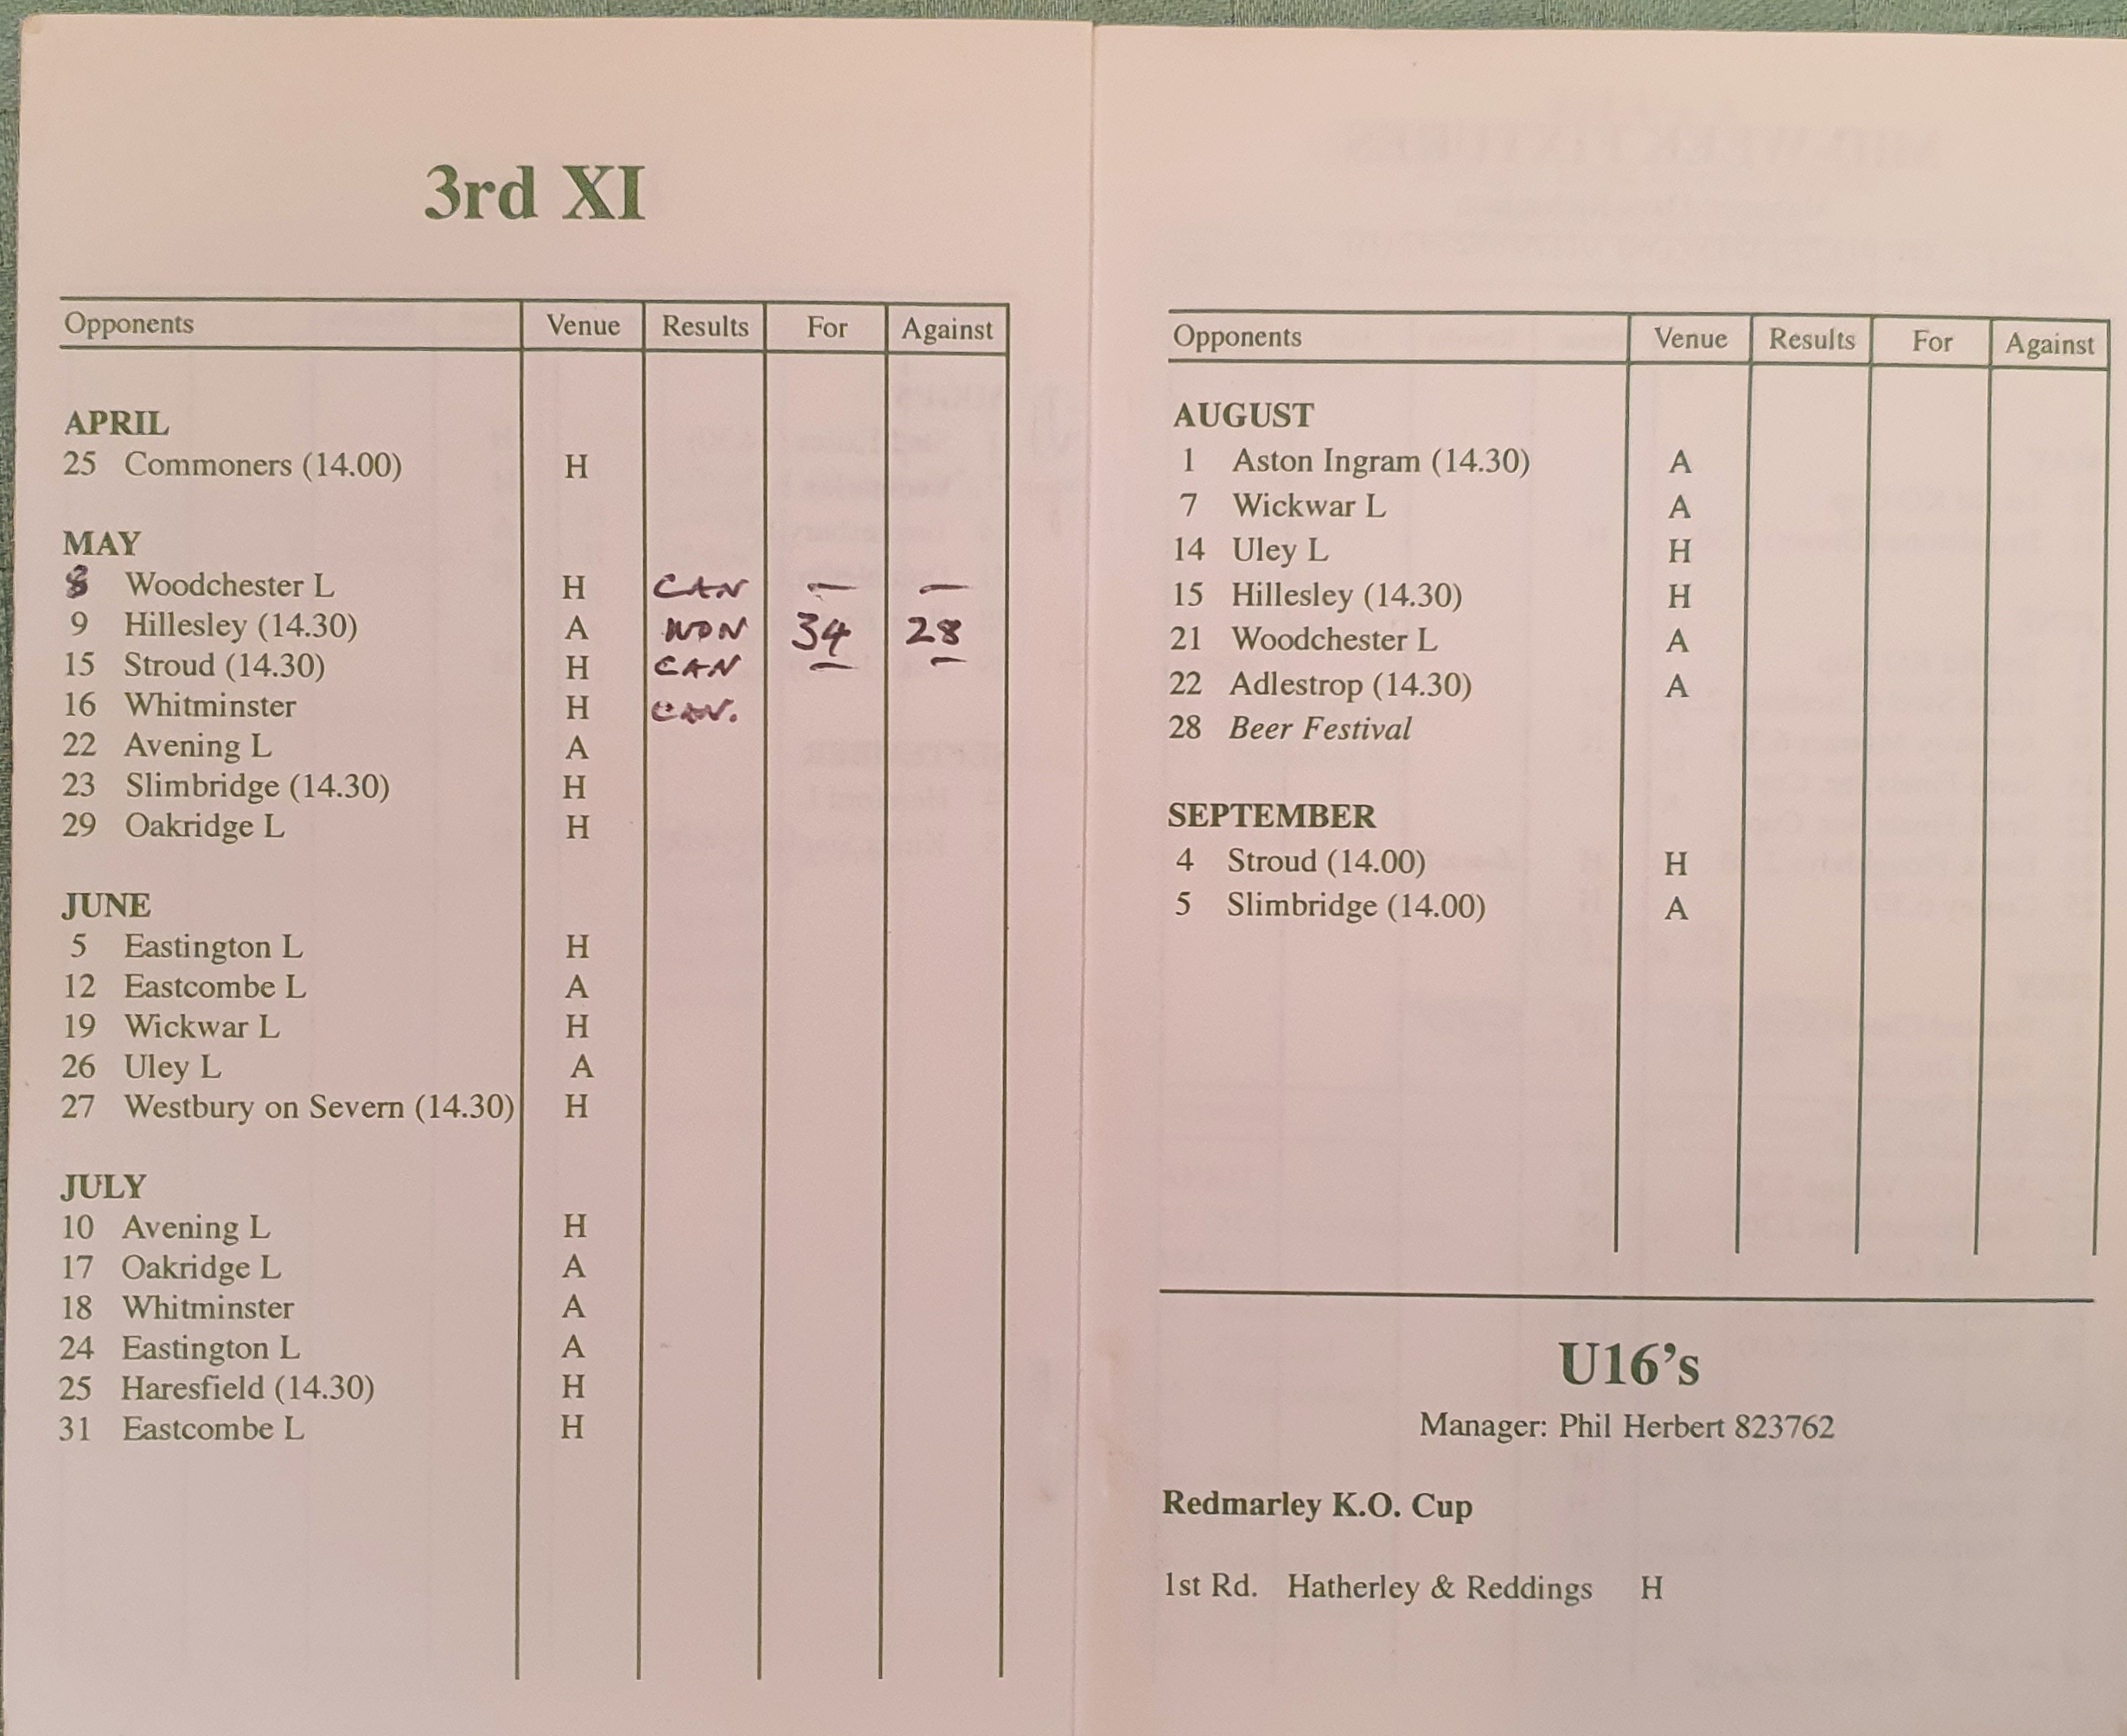 3rd XI
Opponents Venue Results For Against
APRIL
25 Commoners (14.00) H
MAY
8 Woodchester L H CAN — —
9 Hillesley (14.30) A WON 34 28
15 Stroud (14.30) H CAN — —
16 Whitminster H CAN.
22 Avening L A
23 Slimbridge (14.30) H
29 Oakridge L H
JUNE
5 Eastington L H
12 Eastcombe L A
19 Wickwar L H
26 Uley L A
27 Westbury on Severn (14.30) H
JULY
10 Avening L H
17 Oakridge L A
18 Whitminster A
24 Eastington L A
25 Haresfield (14.30) H
31 Eastcombe L H
Opponents Venue Results For Against
AUGUST
1 Aston Ingram (14.30) A
7 Wickwar L A
14 Uley L H
15 Hillesley (14.30) H
21 Woodchester L A
22 Adlestrop (14.30) A
28 Beer Festival
SEPTEMBER
4 Stroud (14.00) H
5 Slimbridge (14.00) A
U16’s
Manager: Phil Herbert 823762
Redmarley K.O. Cup
1st Rd. Hatherley & Reddings H